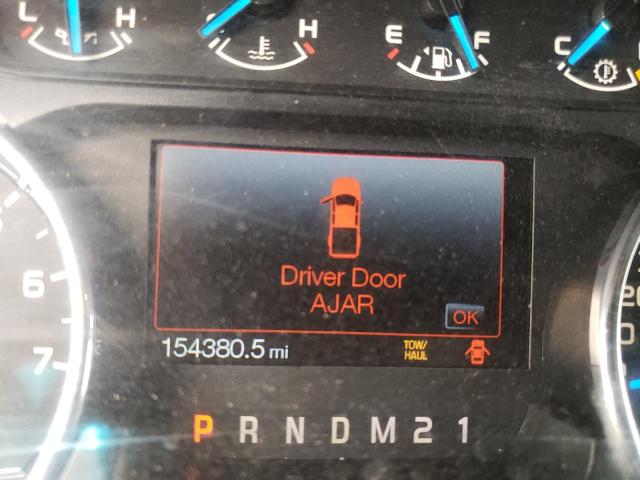 L H C H E F C
Driver Door
AJAR
OK
154380.5 mi TOW/
HAUL
6
7
P R N D M 2 1